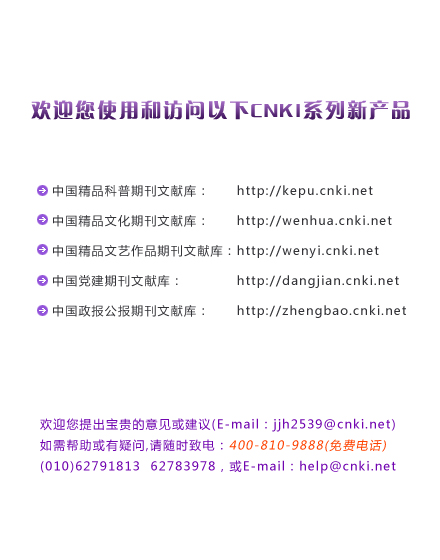 欢迎您使用和访问以下CNKI系列新产品
中国精品科普期刊文献库： http://kepu.cnki.net
中国精品文化期刊文献库： http://wenhua.cnki.net
中国精品文艺作品期刊文献库：http://wenyi.cnki.net
中国党建期刊文献库： http://dangjian.cnki.net
中国政报公报期刊文献库： http://zhengbao.cnki.net
欢迎您提出宝贵的意见或建议(E-mail：jjh2539@cnki.net)
如需帮助或有疑问,请随时致电：400-810-9888(免费电话)
(010)62791813 62783978，或E-mail：help@cnki.net